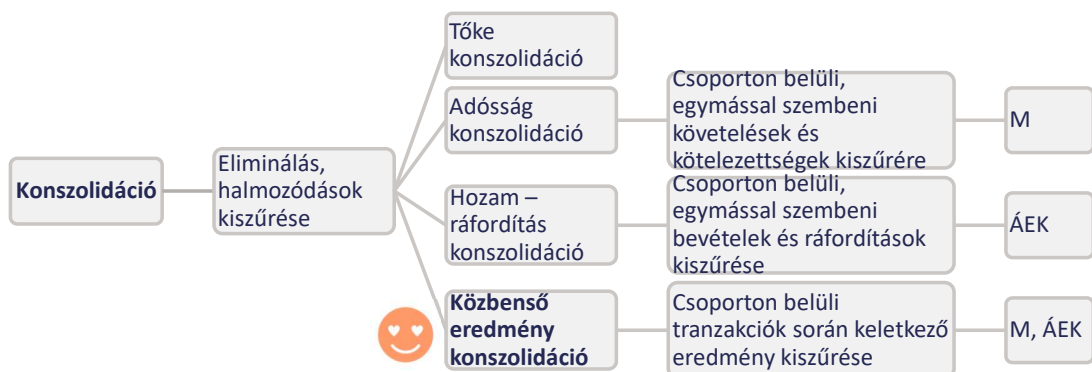 Tőke
konszolidáció
Adósság
konszolidáció
Csoporton belüli,
egymással szembeni
követelések és
kötelezettségek kiszűrére
M
Konszolidáció
Eliminálás,
halmozódások
kiszűrése
Hozam –
ráfordítás
konszolidáció
Csoporton belüli,
egymással szembeni
bevételek és ráfordítások
kiszűrése
ÁEK
Közbenső
eredmény
konszolidáció
Csoporton belüli
tranzakciók során keletkező
eredmény kiszűrése
M, ÁEK